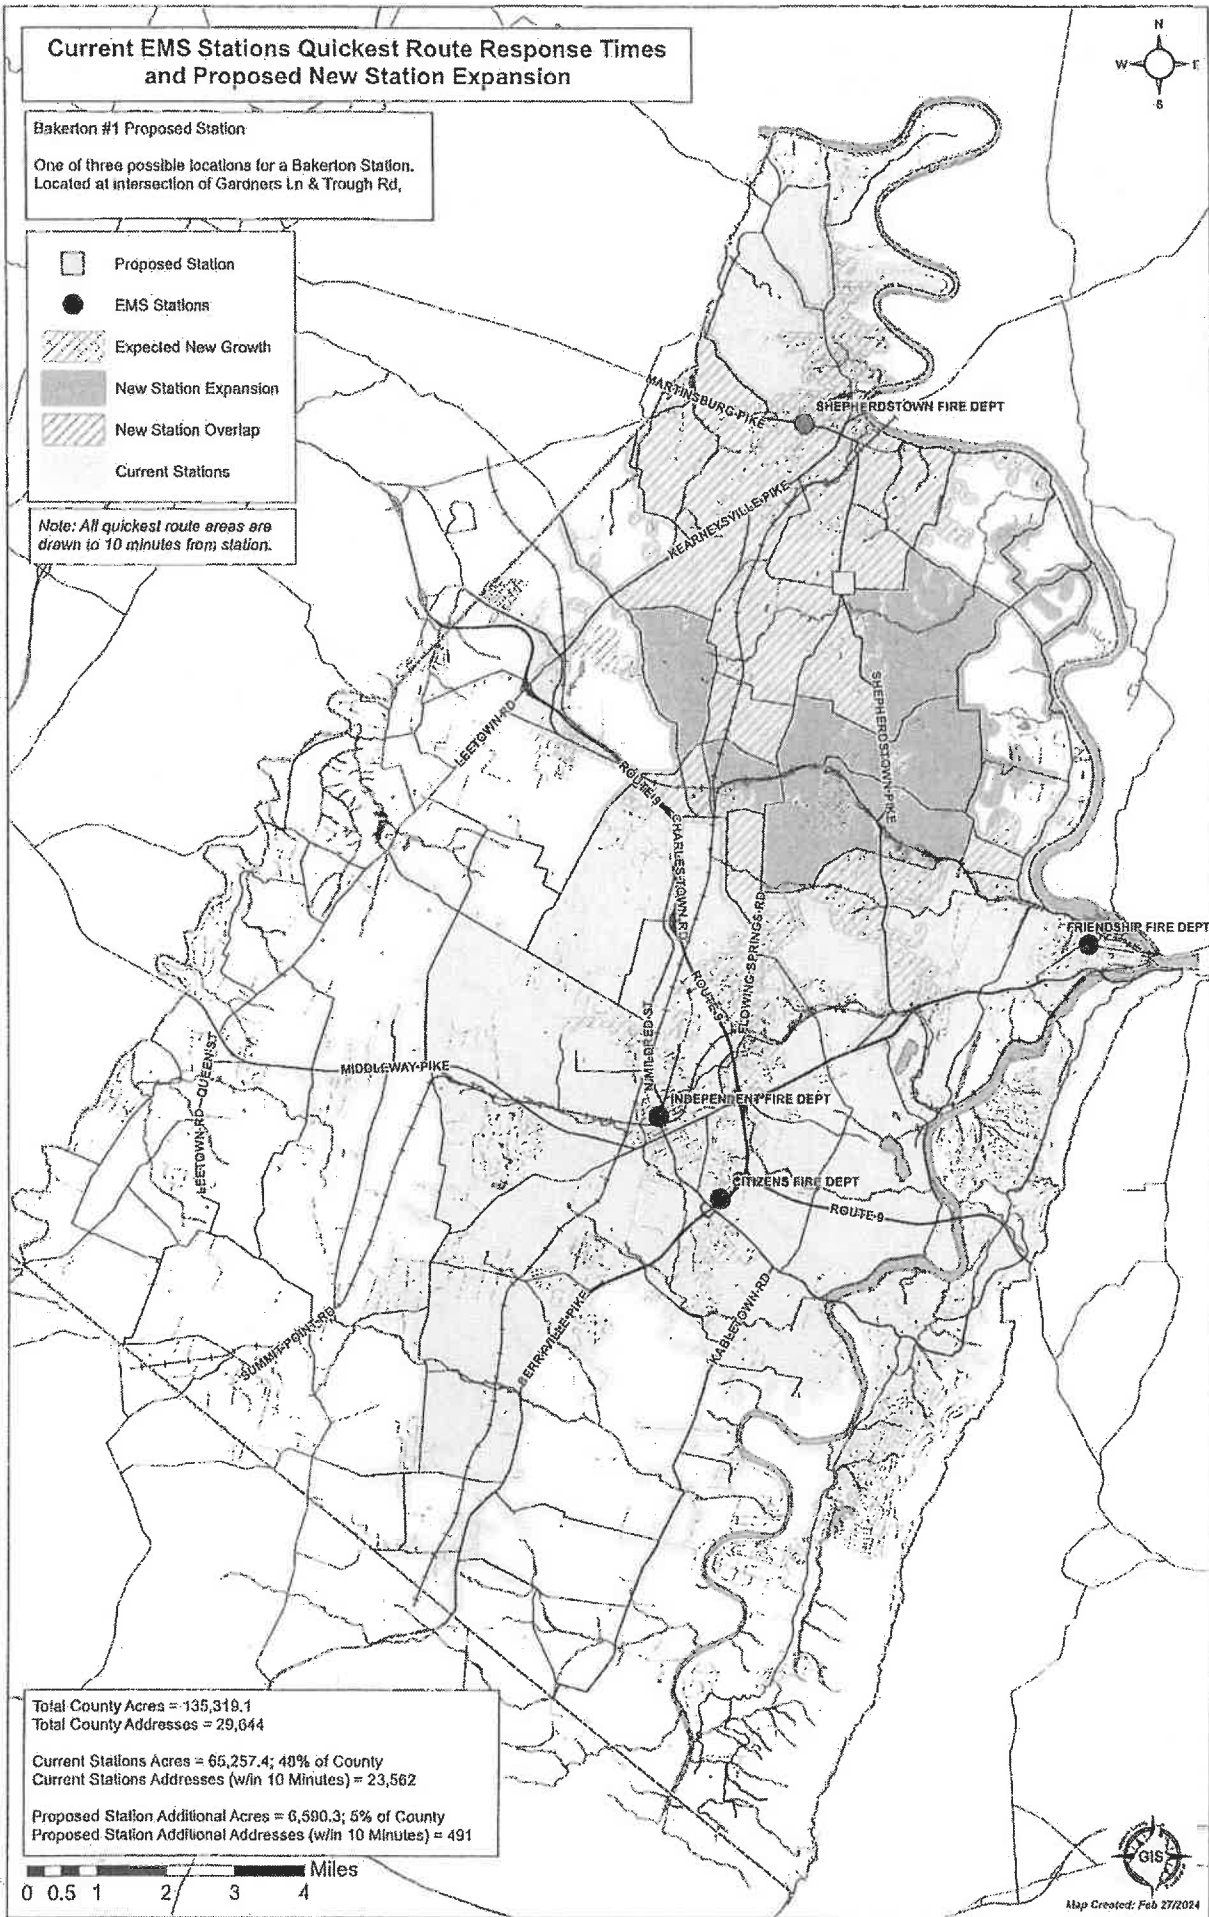 Current EMS Stations Quickest Route Response Times
and Proposed New Station Expansion
N
W
E
S
Bakerton #1 Proposed Station
One of three possible locations for a Bakerton Station.
Located at intersection of Gardners Ln & Trough Rd,
Proposed Station
EMS Stations
Expected New Growth
New Station Expansion
New Station Overlap
Current Stations
Note: All quickest route areas are
drawn to 10 minutes from station.
MARTINSBURG-PIKE
SHEPHERDSTOWN FIRE DEPT
KEARNEYSVILLE-PIKE
SHEPHERDSTOWN-PIKE
LEETOWN-RD
ROUTE-9
CHARLES-TOWN-RD
FLOWING-SPRINGS-RD
FRIENDSHIP FIRE DEPT
ROUTE-9
N-MILDRED-ST
MIDDLEWAY-PIKE
LEETOWN-RD-QUEEN-ST
INDEPENDENT FIRE DEPT
CITIZENS FIRE DEPT
ROUTE-9
KABLETOWN-RD
BERRYVILLE-PIKE
SUMMIT-POINT-RD
Total County Acres = 135,319.1
Total County Addresses = 29,644
Current Stations Acres = 65,257.4; 48% of County
Current Stations Addresses (w/in 10 Minutes) = 23,562
Proposed Station Additional Acres = 6,590.3; 5% of County
Proposed Station Additional Addresses (w/in 10 Minutes) = 491
Miles
0 0.5 1 2 3 4
GIS
Map Created: Feb 27/2024